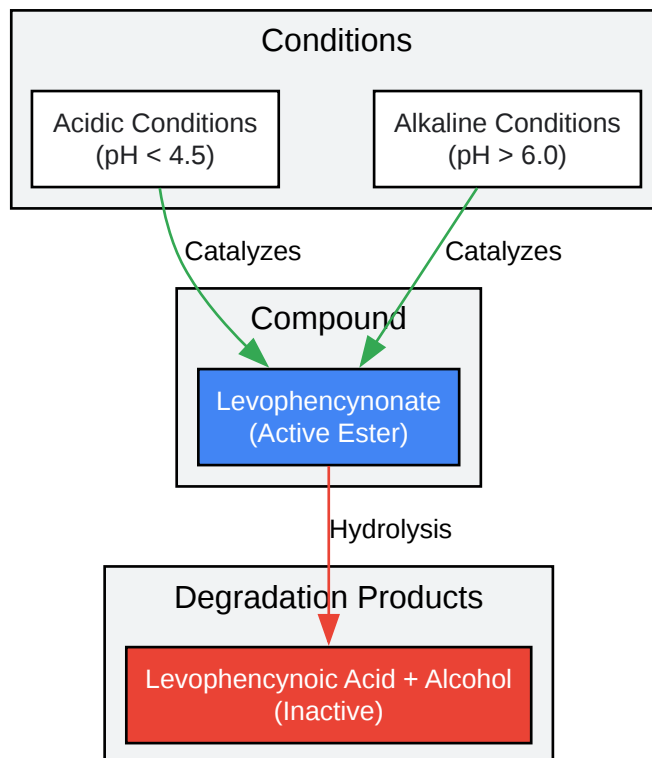 Conditions
Acidic Conditions
(pH < 4.5)
Alkaline Conditions
(pH > 6.0)
Catalyzes
Catalyzes
Compound
Levophencynonate
(Active Ester)
Hydrolysis
Degradation Products
Levophencynoic Acid + Alcohol
(Inactive)